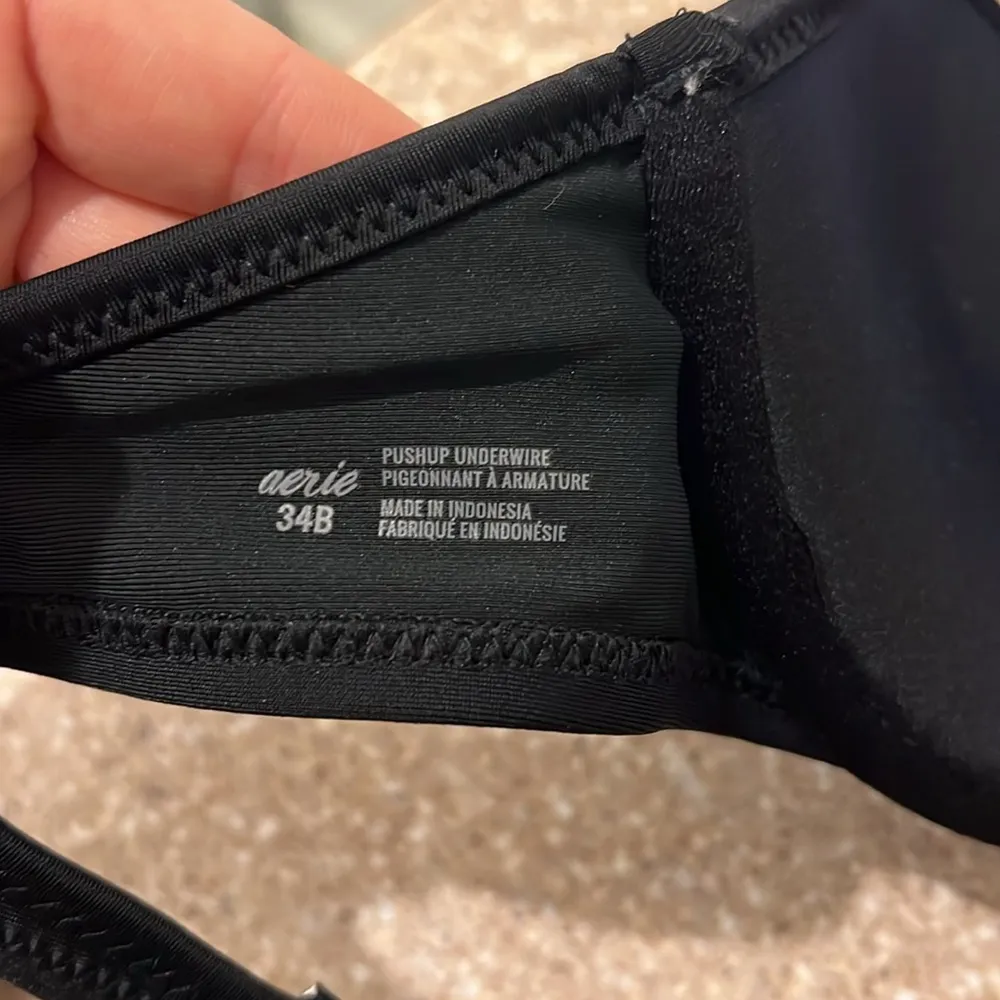 aerie
34B
PUSHUP UNDERWIRE
PIGEONNANT À ARMATURE
MADE IN INDONESIA
FABRIQUÉ EN INDONÉSIE